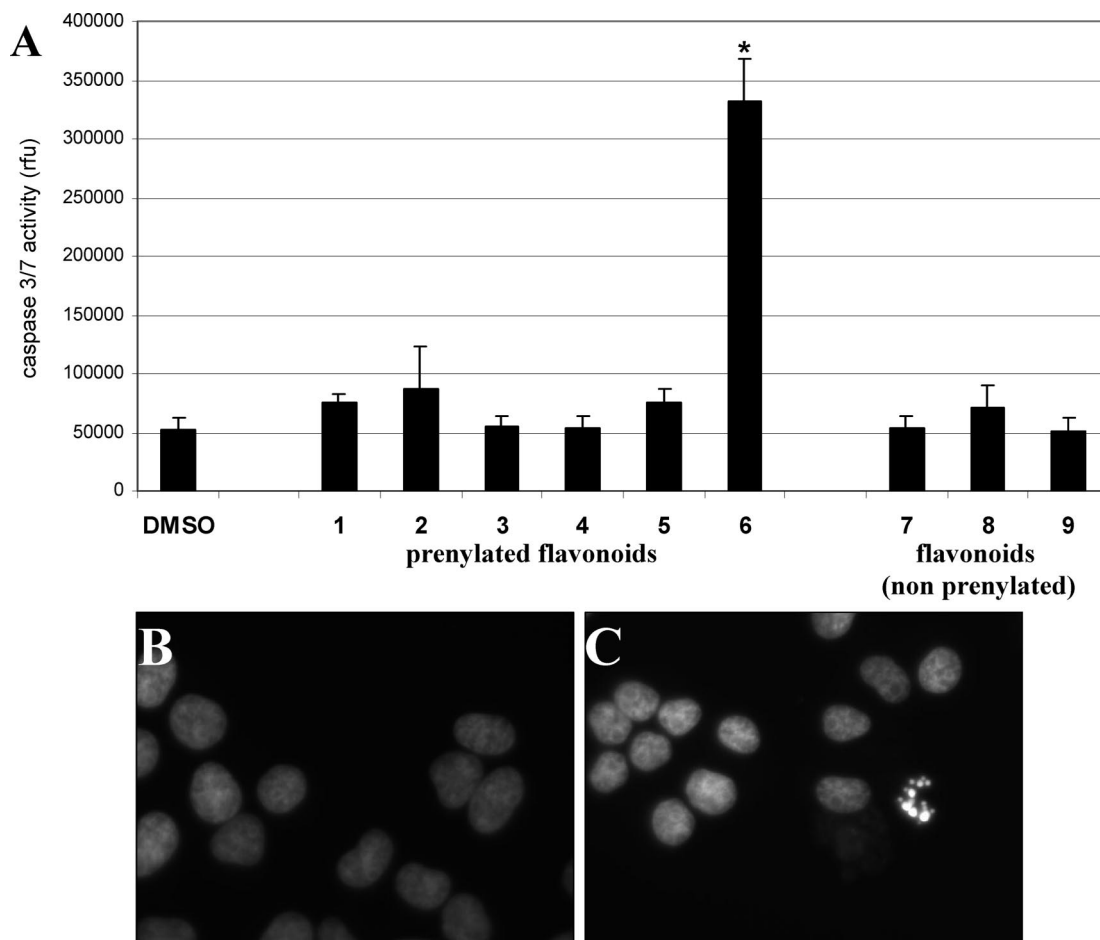 A
caspase 3/7 activity (rfu)
400000
350000
300000
250000
200000
150000
100000
50000
0
*
DMSO 1 2 3 4 5 6 7 8 9
prenylated flavonoids flavonoids
(non prenylated)
B C